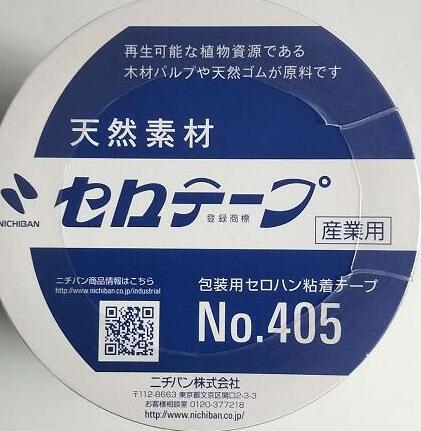 再生可能な植物資源である
木材パルプや天然ゴムが原料です
天然素材
NICHIBAN
セロテープ
登録商標
産業用
ニチバン商品情報はこちら
http://www.nichiban.co.jp/industrial
包装用セロハン粘着テープ
No.405
ニチバン株式会社
〒112-8663 東京都文京区関口2-3-3
お客様相談室 0120-377218
http://www.nichiban.co.jp/